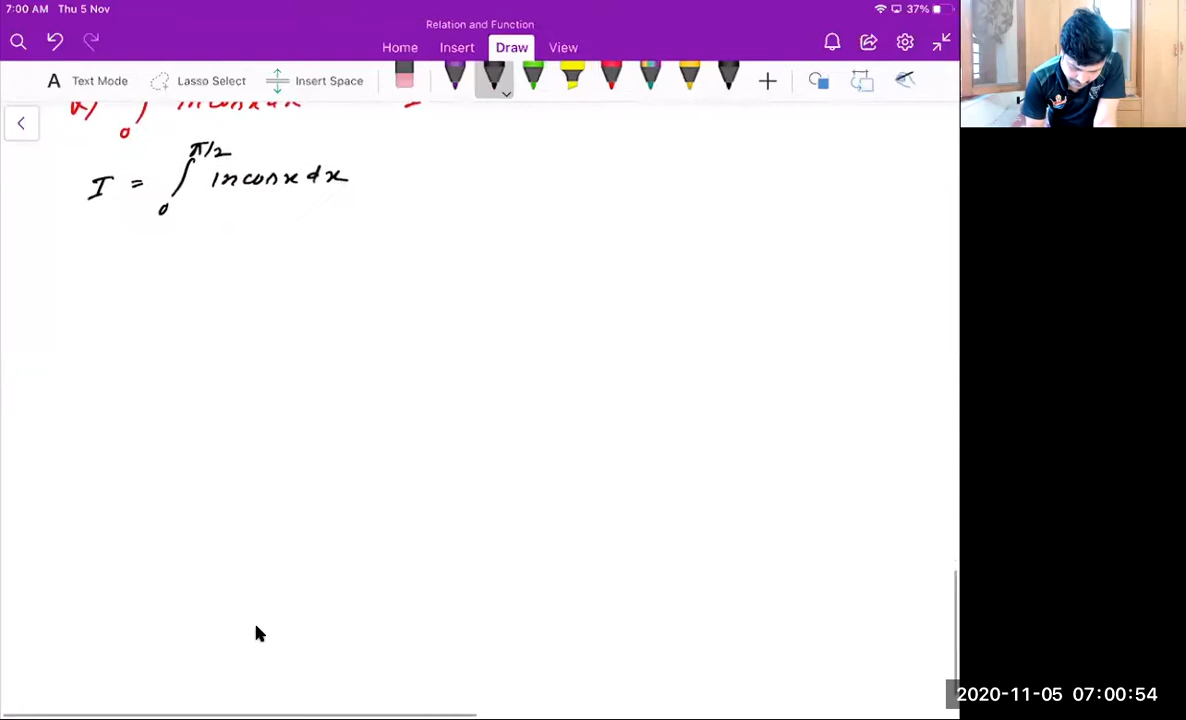 7:00 AM Thu 5 Nov
37%
Relation and Function
Home Insert Draw View
A Text Mode Lasso Select Insert Space
I = ∫₀^π/2 ln cos x dx
2020-11-05 07:00:54